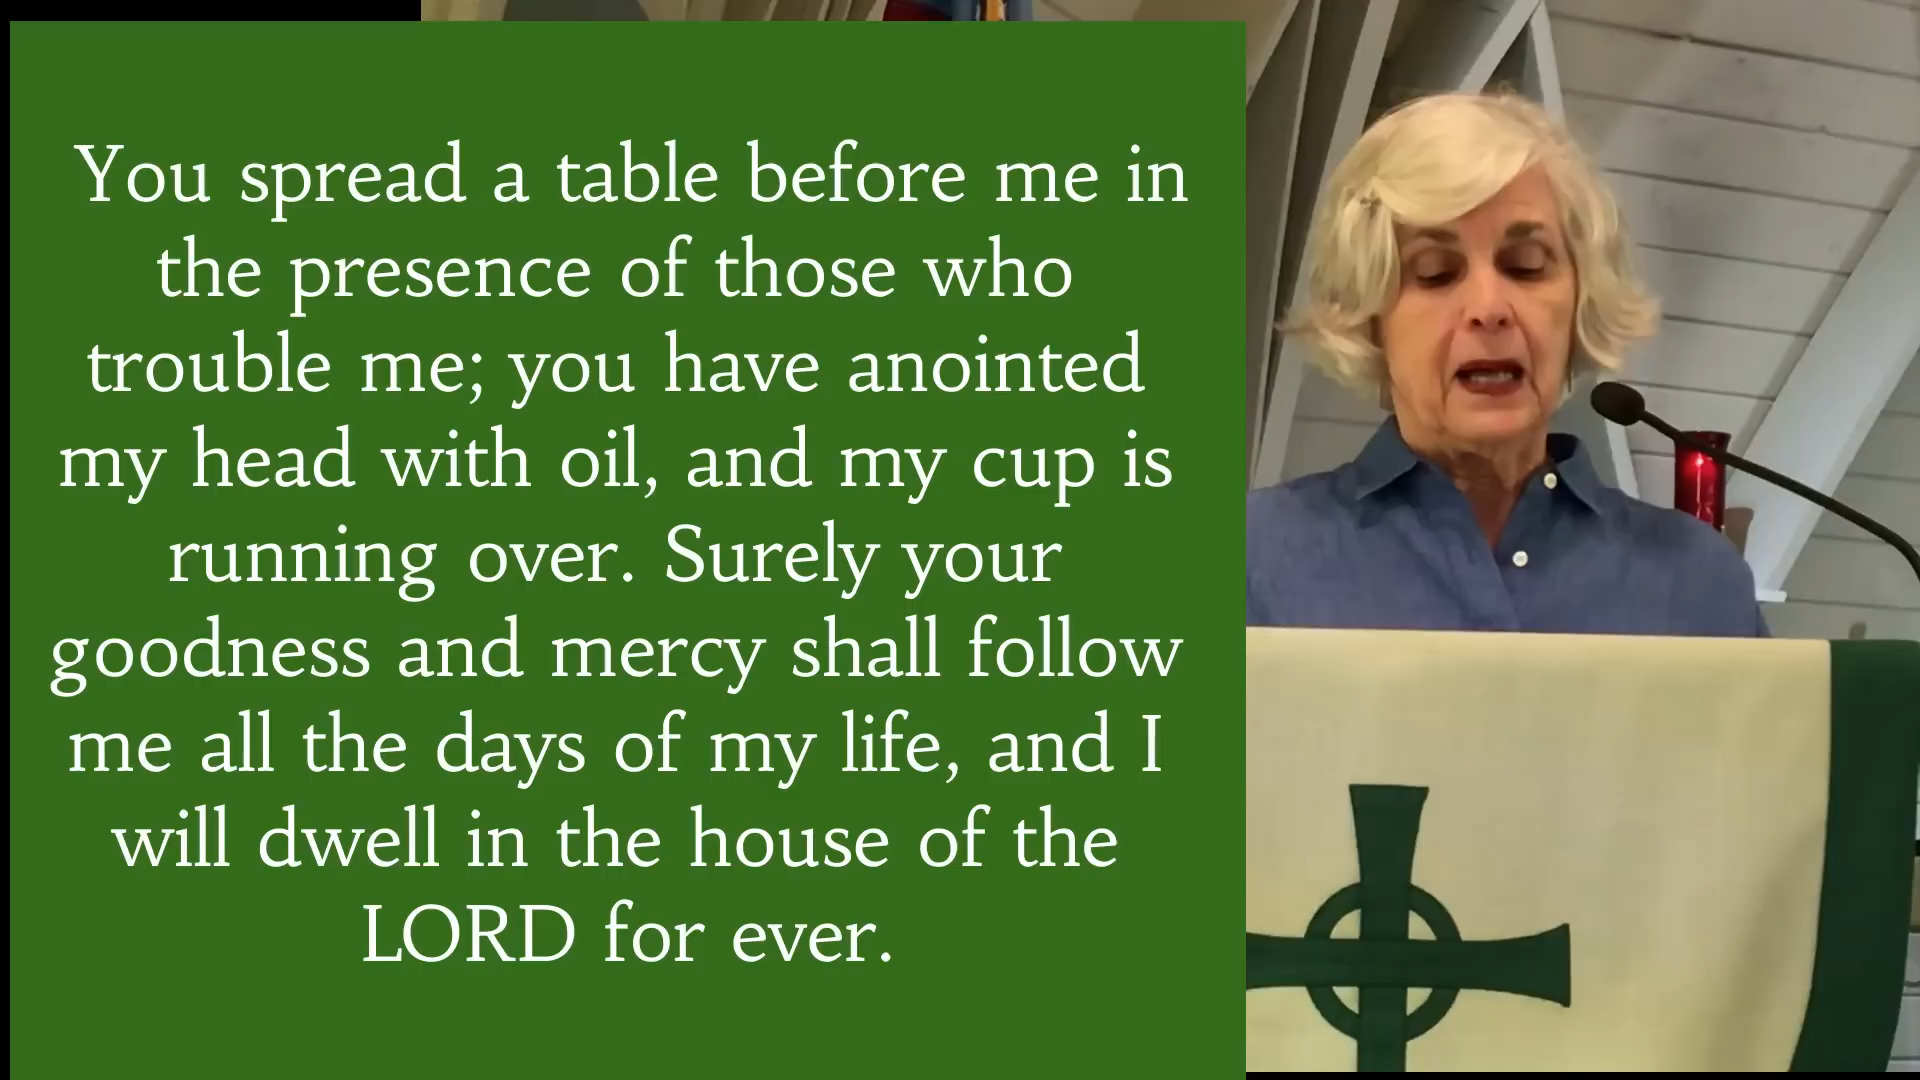 You spread a table before me in
the presence of those who
trouble me; you have anointed
my head with oil, and my cup is
running over. Surely your
goodness and mercy shall follow
me all the days of my life, and I
will dwell in the house of the
LORD for ever.